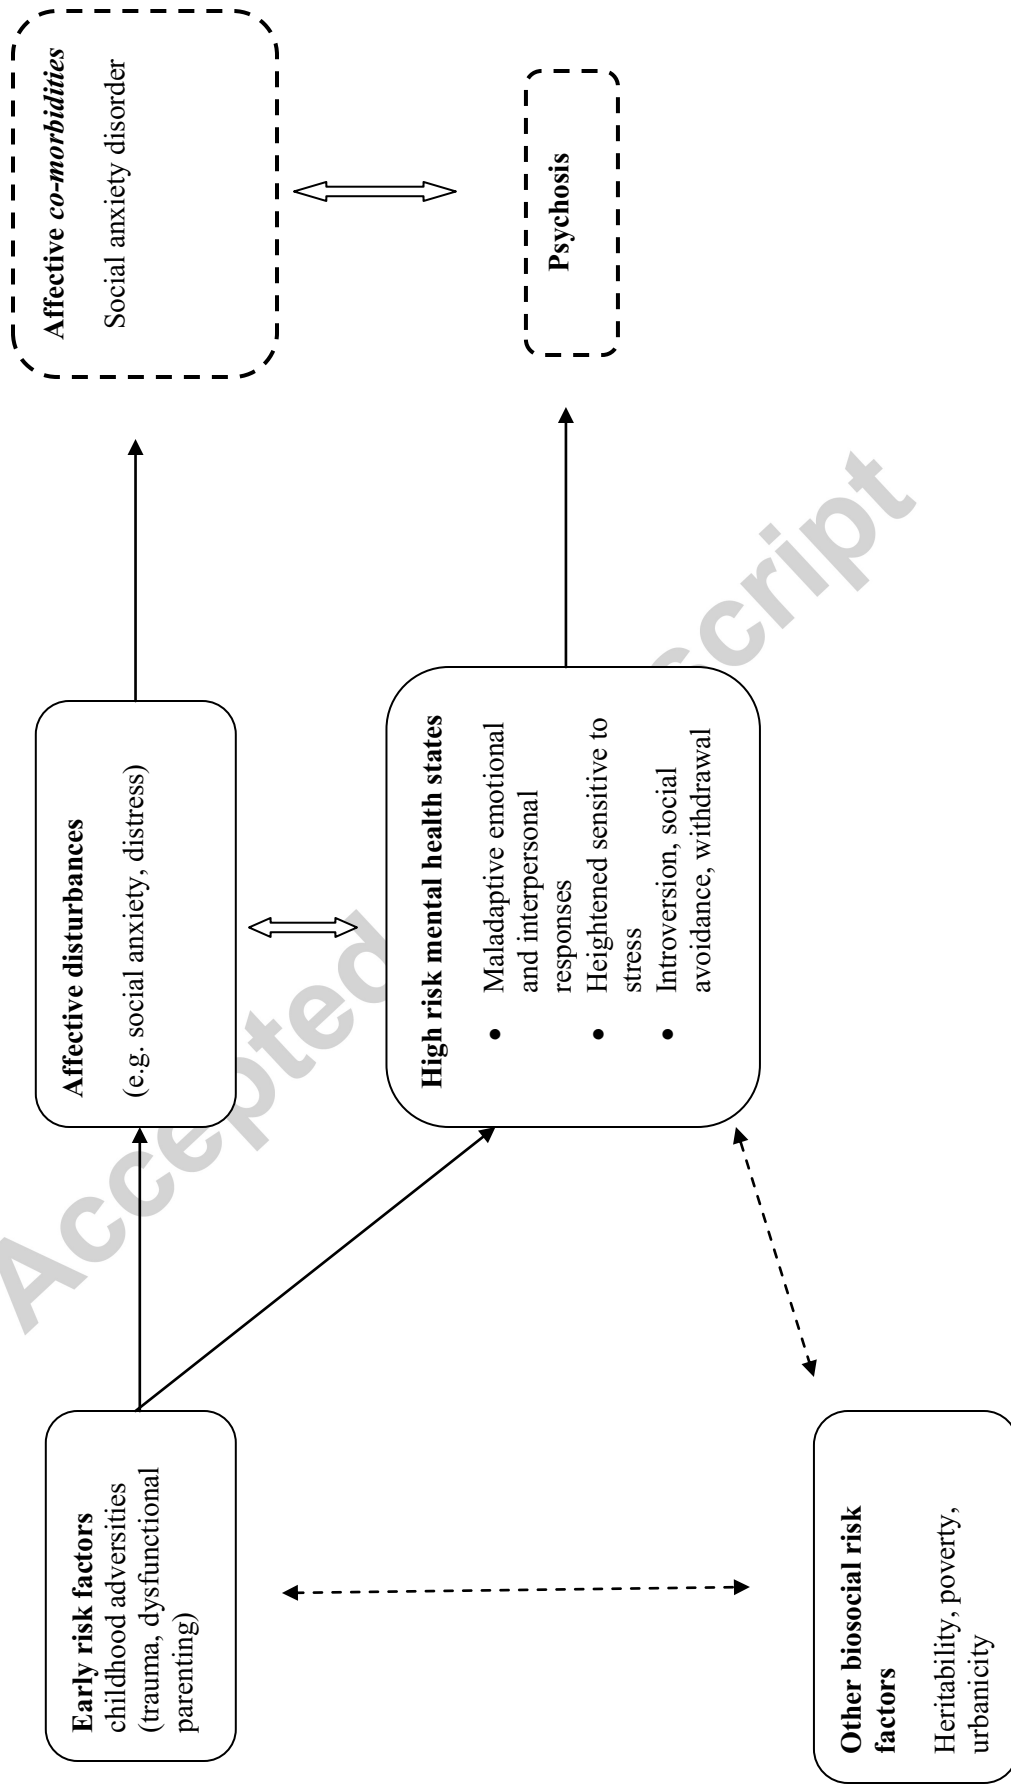 Early risk factors
childhood adversities
(trauma, dysfunctional
parenting)
Affective disturbances
(e.g. social anxiety, distress)
Affective co-morbidities
Social anxiety disorder
High risk mental health states
• Maladaptive emotional
and interpersonal
responses
• Heightened sensitive to
stress
• Introversion, social
avoidance, withdrawal
Psychosis
Other biosocial risk
factors
Heritability, poverty,
urbanicity
Accepted
script